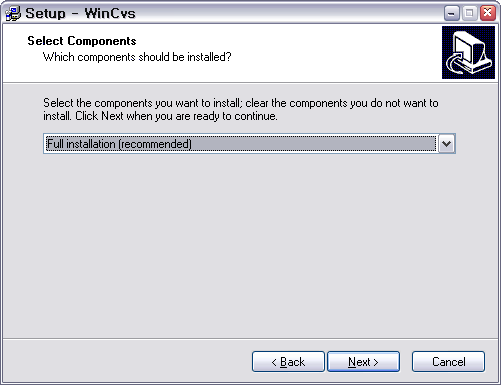 Setup - WinCvs
Select Components
Which components should be installed?
Select the components you want to install; clear the components you do not want to
install. Click Next when you are ready to continue.
Full installation (recommended)
< Back
Next >
Cancel